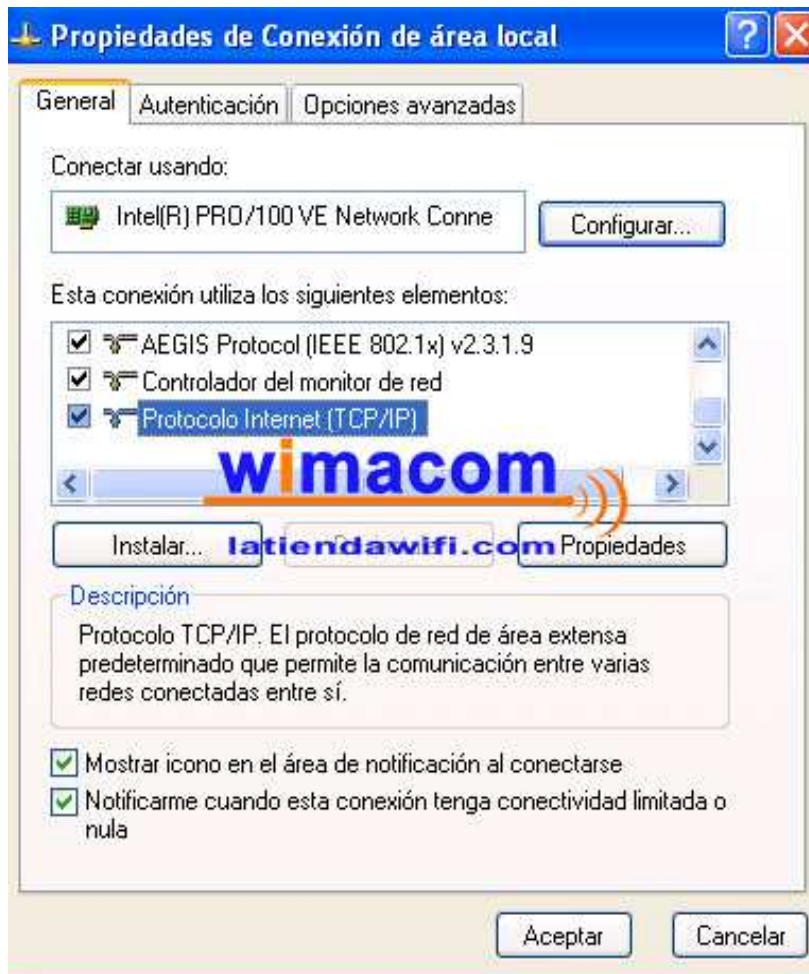 Propiedades de Conexión de área local
General
Autenticación
Opciones avanzadas
Conectar usando:
Intel(R) PRO/100 VE Network Conne
Configurar...
Esta conexión utiliza los siguientes elementos:
AEGIS Protocol (IEEE 802.1x) v2.3.1.9
Controlador del monitor de red
Protocolo Internet (TCP/IP)
wimacom
Instalar...
latiendawifi.com
Propiedades
Descripción
Protocolo TCP/IP. El protocolo de red de área extensa
predeterminado que permite la comunicación entre varias
redes conectadas entre sí.
Mostrar icono en el área de notificación al conectarse
Notificarme cuando esta conexión tenga conectividad limitada o
nula
Aceptar
Cancelar